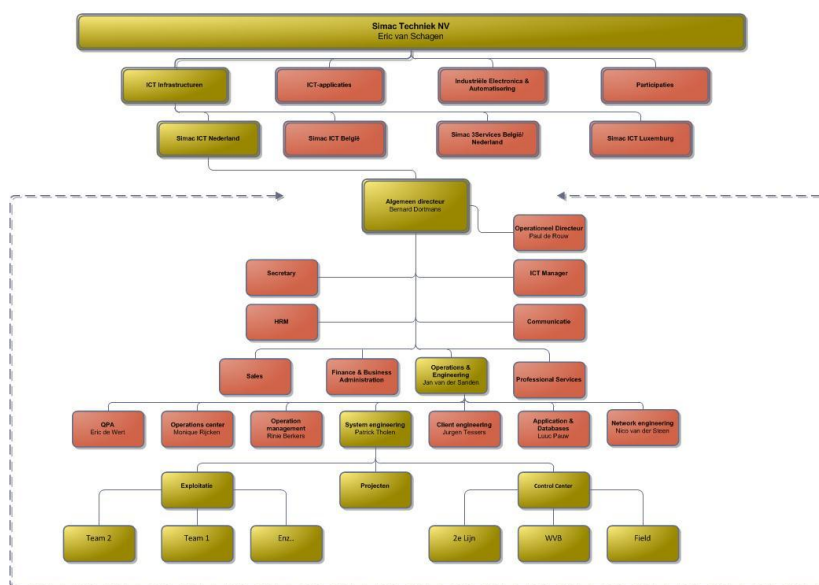 Simac Techniek NV
Eric van Schagen
ICT Infrastructuren
ICT-applicaties
Industriële Electronica &
Automatisering
Participaties
Simac ICT Nederland
Simac ICT België
Simac 3Services België/
Nederland
Simac ICT Luxemburg
Algemeen directeur
Bernard Dortmans
Operationeel Directeur
Paul de Rouw
Secretary
ICT Manager
HRM
Communicatie
Sales
Finance & Business
Administration
Operations &
Engineering
Jan van der Sanden
Professional Services
QPA
Eric de Wert
Operations center
Monique Rijcken
Operation
management
Rinie Berkers
System engineering
Patrick Tholen
Client engineering
Jurgen Tessers
Application &
Databases
Luuc Pauw
Network engineering
Nico van der Steen
Exploitatie
Projecten
Control Center
Team 2
Team 1
Enz..
2e Lijn
WVB
Field